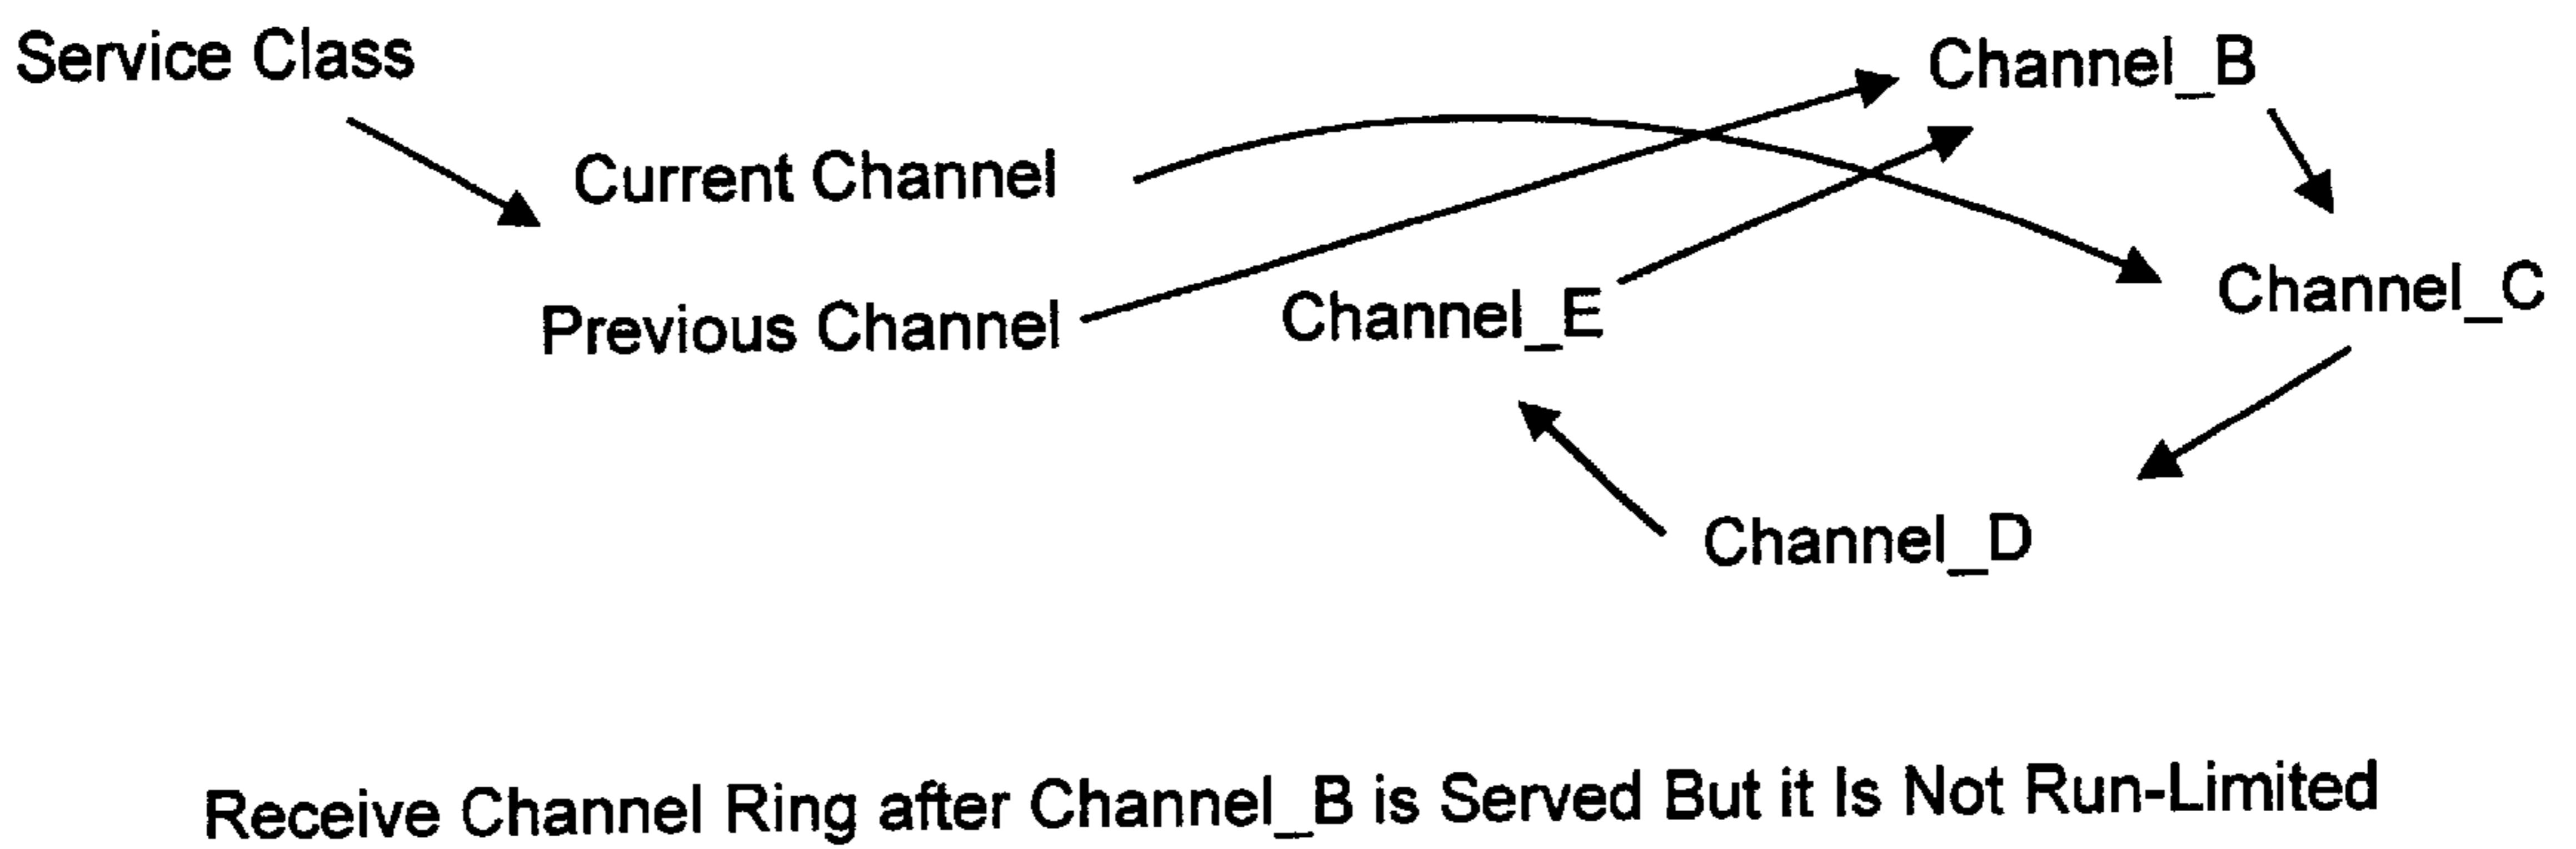 Service Class
Channel_B
Current Channel
Channel_C
Previous Channel
Channel_E
Channel_D
Receive Channel Ring after Channel_B is Served But it Is Not Run-Limited